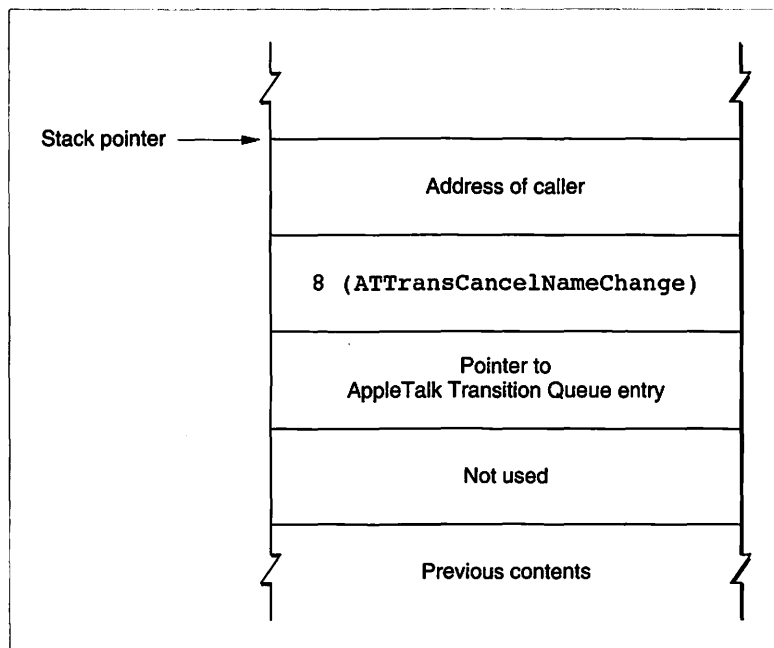 Stack pointer
Address of caller
8 (ATTransCancelNameChange)
Pointer to
AppleTalk Transition Queue entry
Not used
Previous contents